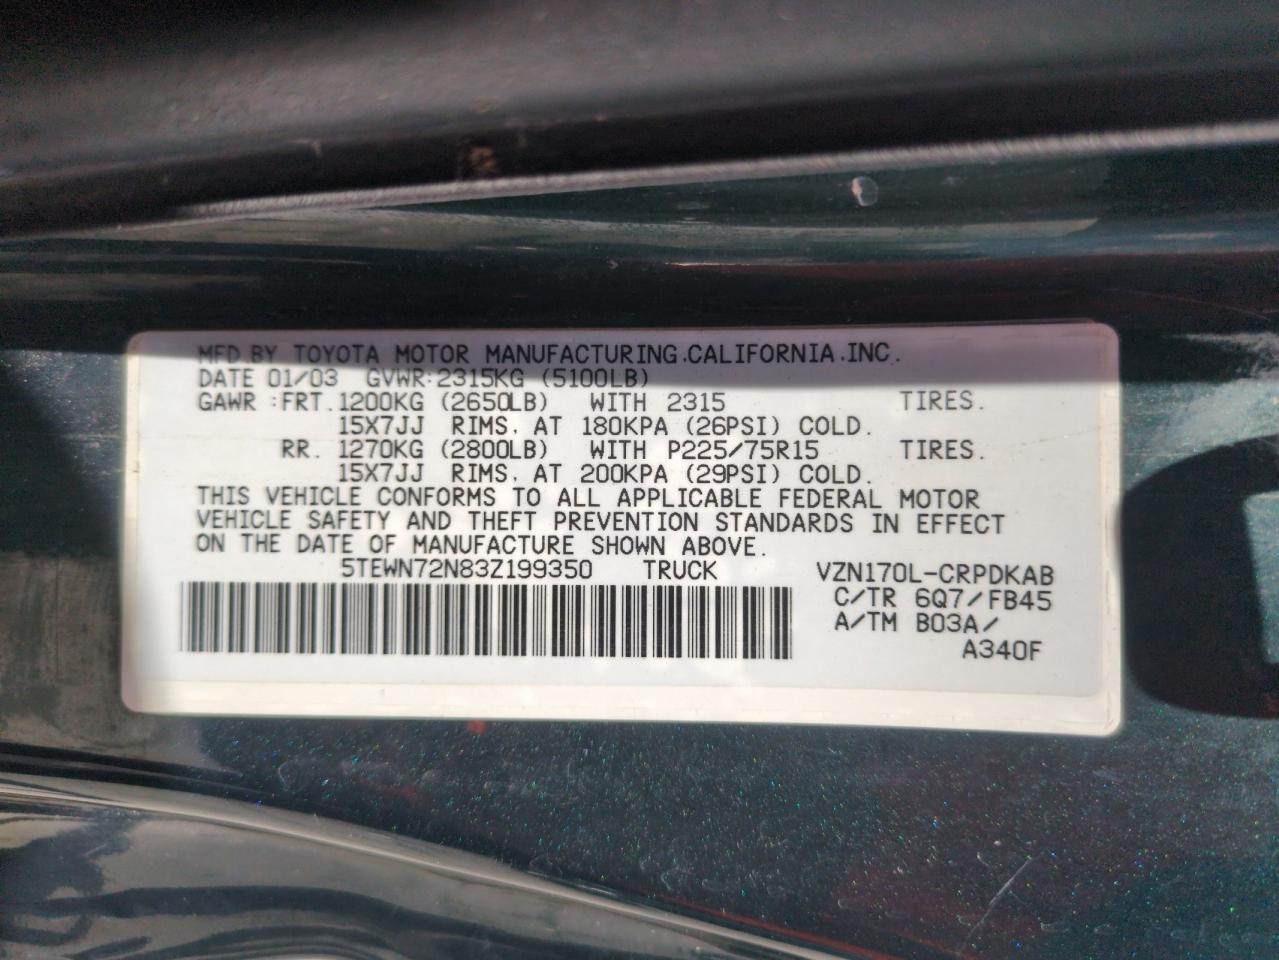 MFD.BY TOYOTA MOTOR MANUFACTURING.CALIFORNIA.INC.
DATE 01/03 GVWR:2315KG (5100LB)
GAWR :FRT.1200KG (2650LB) WITH 2315 TIRES.
15X7JJ RIMS, AT 180KPA (26PSI) COLD.
RR. 1270KG (2800LB) WITH P225/75R15 TIRES.
15X7JJ RIMS, AT 200KPA (29PSI) COLD.
THIS VEHICLE CONFORMS TO ALL APPLICABLE FEDERAL MOTOR
VEHICLE SAFETY AND THEFT PREVENTION STANDARDS IN EFFECT
ON THE DATE OF MANUFACTURE SHOWN ABOVE.
5TEWN72N83Z199350 TRUCK VZN170L-CRPDKAB
C/TR 6Q7/FB45
A/TM B03A/
A340F